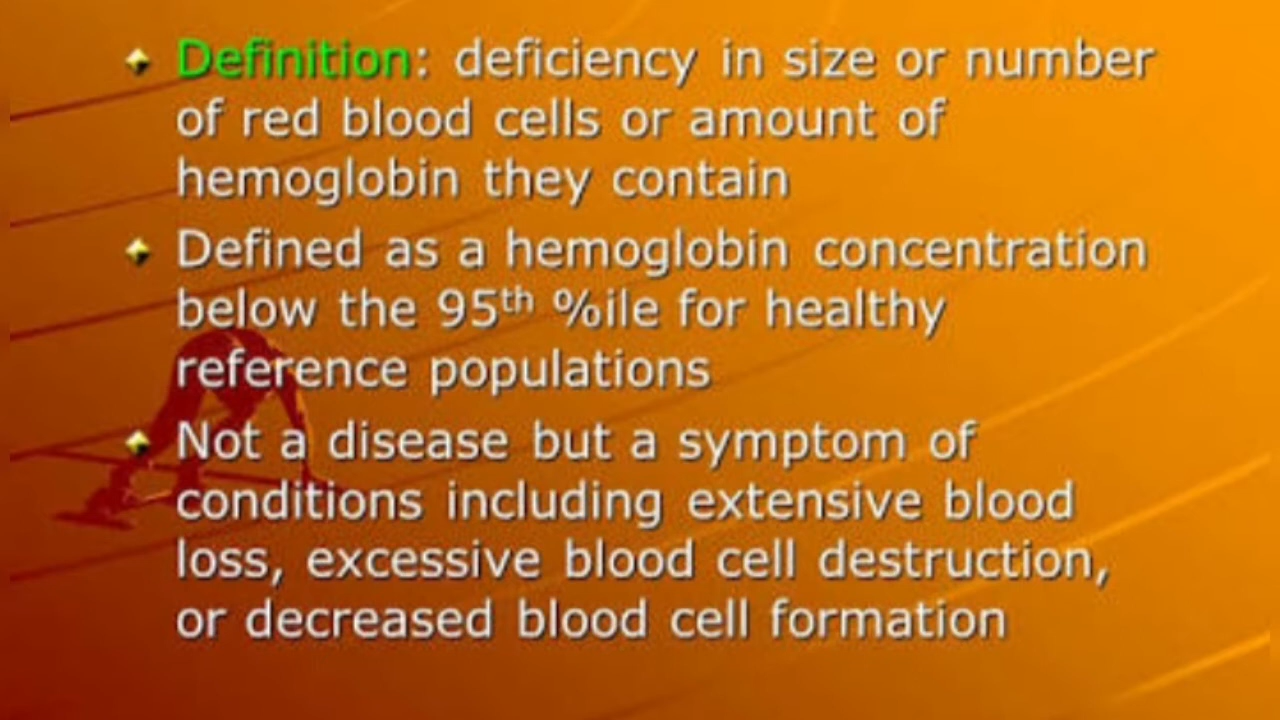 Definition: deficiency in size or number
of red blood cells or amount of
hemoglobin they contain
Defined as a hemoglobin concentration
below the 95th %ile for healthy
reference populations
Not a disease but a symptom of
conditions including extensive blood
loss, excessive blood cell destruction,
or decreased blood cell formation